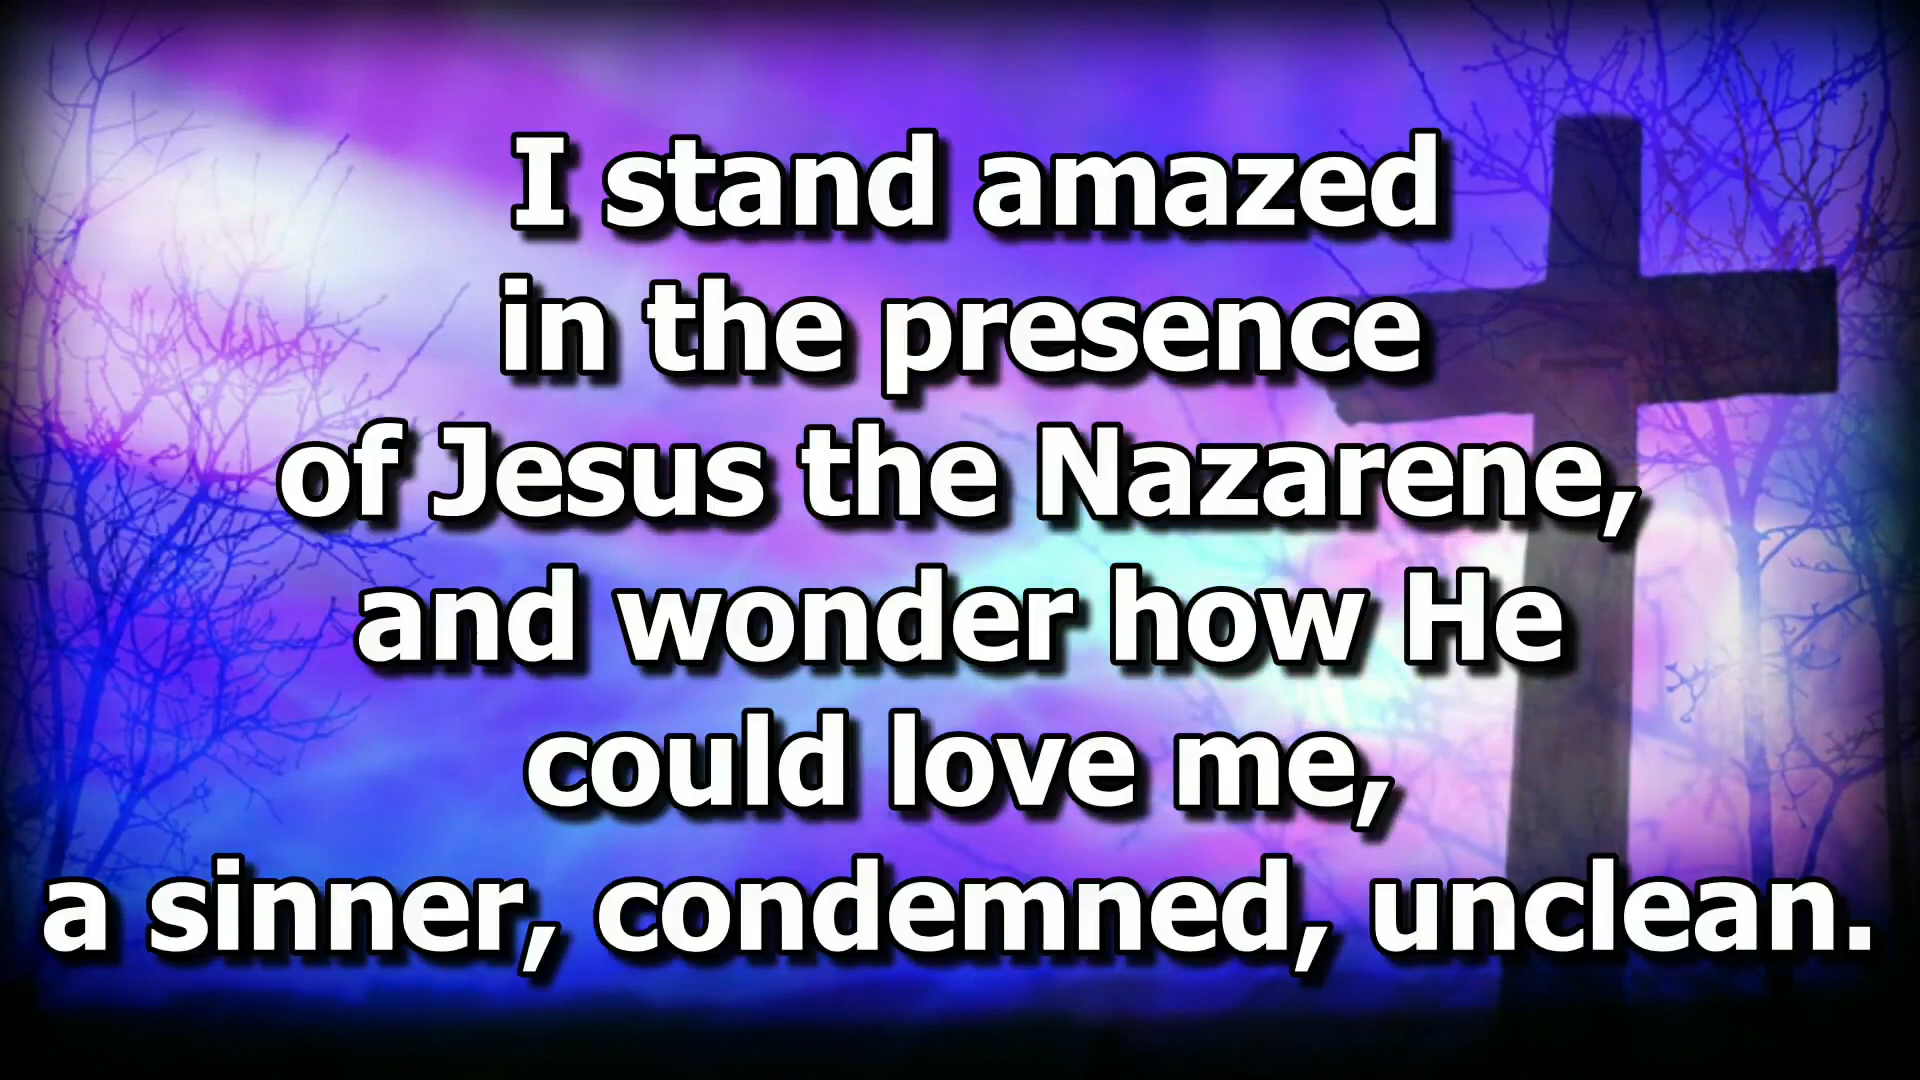 I stand amazed
in the presence
of Jesus the Nazarene,
and wonder how He
could love me,
a sinner, condemned, unclean.